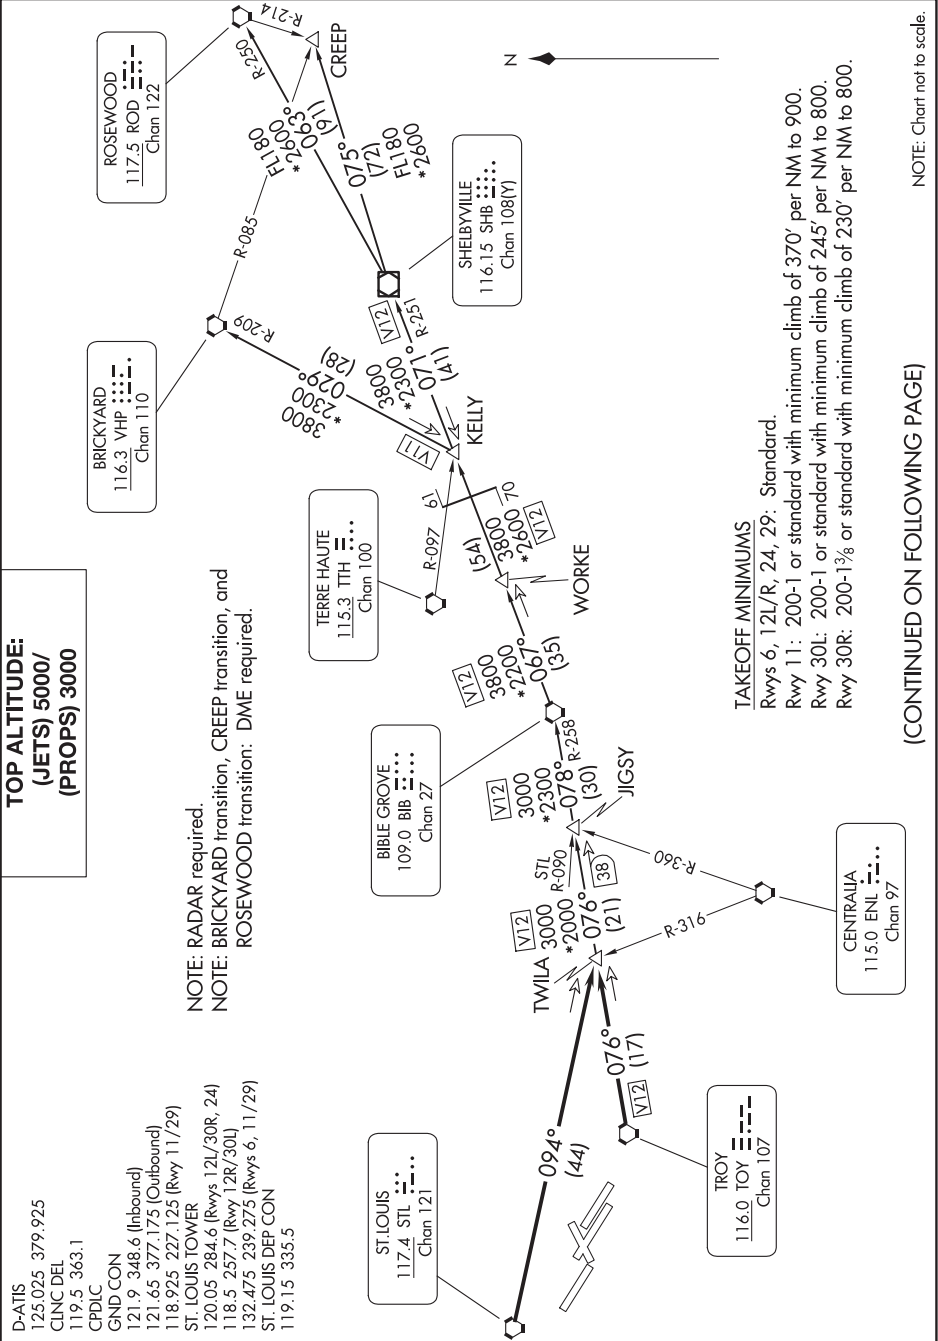 TOP ALTITUDE:
(JETS) 5000/
(PROPS) 3000
D-ATIS
125.025 379.925
CLNC DEL
119.5 363.1
CPDLC
GND CON
121.9 348.6 (Inbound)
121.65 377.175 (Outbound)
118.925 227.125 (Rwy 11/29)
ST. LOUIS TOWER
120.05 284.6 (Rwys 12L/30R, 24)
118.5 257.7 (Rwy 12R/30L)
132.475 239.275 (Rwys 6, 11/29)
ST. LOUIS DEP CON
119.15 335.5
NOTE: RADAR required.
NOTE: BRICKYARD transition, CREEP transition, and
ROSEWOOD transition: DME required.
ROSEWOOD
117.5 ROD
Chan 122
R-214
R-250
CREEP
FL180
*2600
063°
(91)
075°
(72)
FL180
*2600
N
BRICKYARD
116.3 VHP
Chan 110
R-085
R-209
SHELBYVILLE
116.15 SHB
Chan 108(Y)
3800
*2300
029°
(28)
V11
V12
R-251
3800
*2300
071°
(41)
KELLY
TERRE HAUTE
115.3 TTH
Chan 100
R-097
61
70
(54)
3800
*2600
V12
WORKE
V12
3800
*2200
067°
(35)
BIBLE GROVE
109.0 BIB
Chan 27
R-258
V12
3000
*2300
078°
(30)
JIGSY
STL
R-090
38
V12
3000
*2000
076°
(21)
TWILA
R-360
R-316
CENTRALIA
115.0 ENL
Chan 97
076°
(17)
V12
TROY
116.0 TOY
Chan 107
094°
(44)
ST. LOUIS
117.4 STL
Chan 121
TAKEOFF MINIMUMS
Rwys 6, 12L/R, 24, 29: Standard.
Rwy 11: 200-1 or standard with minimum climb of 370' per NM to 900.
Rwy 30L: 200-1 or standard with minimum climb of 245' per NM to 800.
Rwy 30R: 200-1⅜ or standard with minimum climb of 230' per NM to 800.
(CONTINUED ON FOLLOWING PAGE)
NOTE: Chart not to scale.